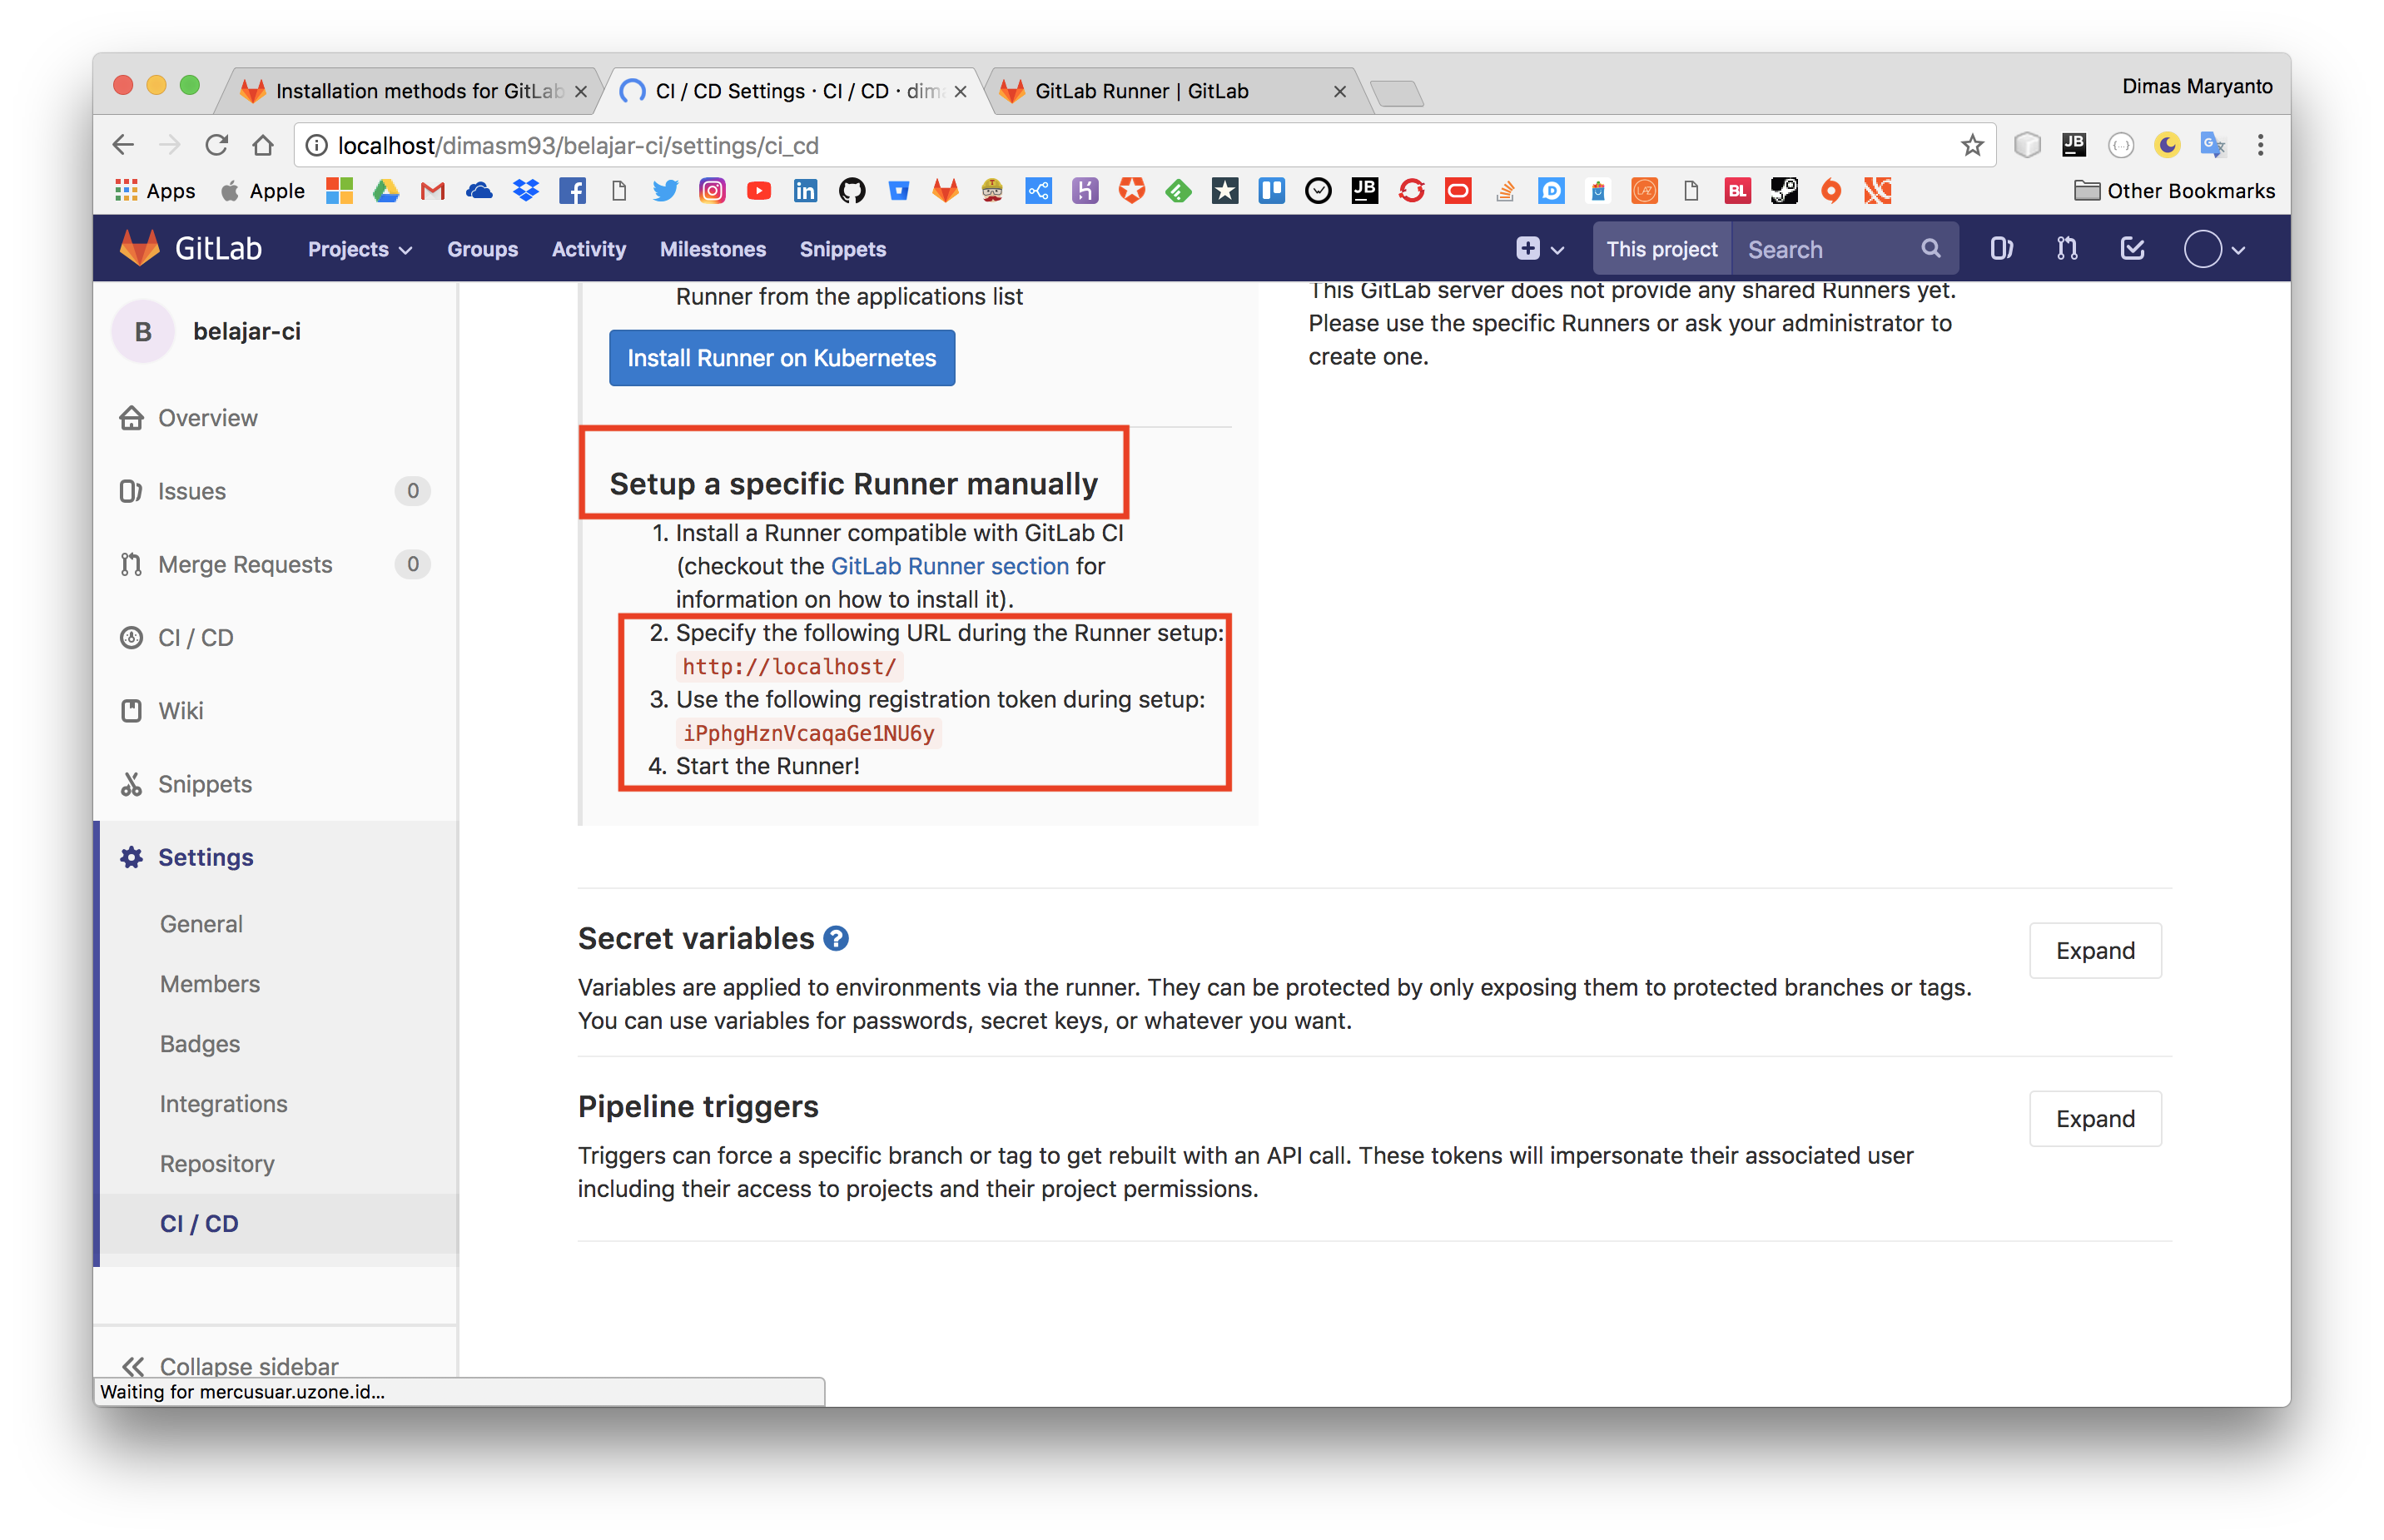 Installation methods for GitLab
CI / CD Settings · CI / CD · dima
GitLab Runner | GitLab
Dimas Maryanto
localhost/dimasm93/belajar-ci/settings/ci_cd
Apps
Apple
Other Bookmarks
GitLab
Projects
Groups
Activity
Milestones
Snippets
This project
Search
B
belajar-ci
Overview
Issues
0
Merge Requests
0
CI / CD
Wiki
Snippets
Settings
General
Members
Badges
Integrations
Repository
CI / CD
Collapse sidebar
Waiting for mercusuar.uzone.id...
Runner from the applications list
Install Runner on Kubernetes
Setup a specific Runner manually
1. Install a Runner compatible with GitLab CI
(checkout the GitLab Runner section for
information on how to install it).
2. Specify the following URL during the Runner setup:
http://localhost/
3. Use the following registration token during setup:
iPphgHznVcaqaGe1NU6y
4. Start the Runner!
This GitLab server does not provide any shared Runners yet.
Please use the specific Runners or ask your administrator to
create one.
Secret variables
Expand
Variables are applied to environments via the runner. They can be protected by only exposing them to protected branches or tags.
You can use variables for passwords, secret keys, or whatever you want.
Pipeline triggers
Expand
Triggers can force a specific branch or tag to get rebuilt with an API call. These tokens will impersonate their associated user
including their access to projects and their project permissions.